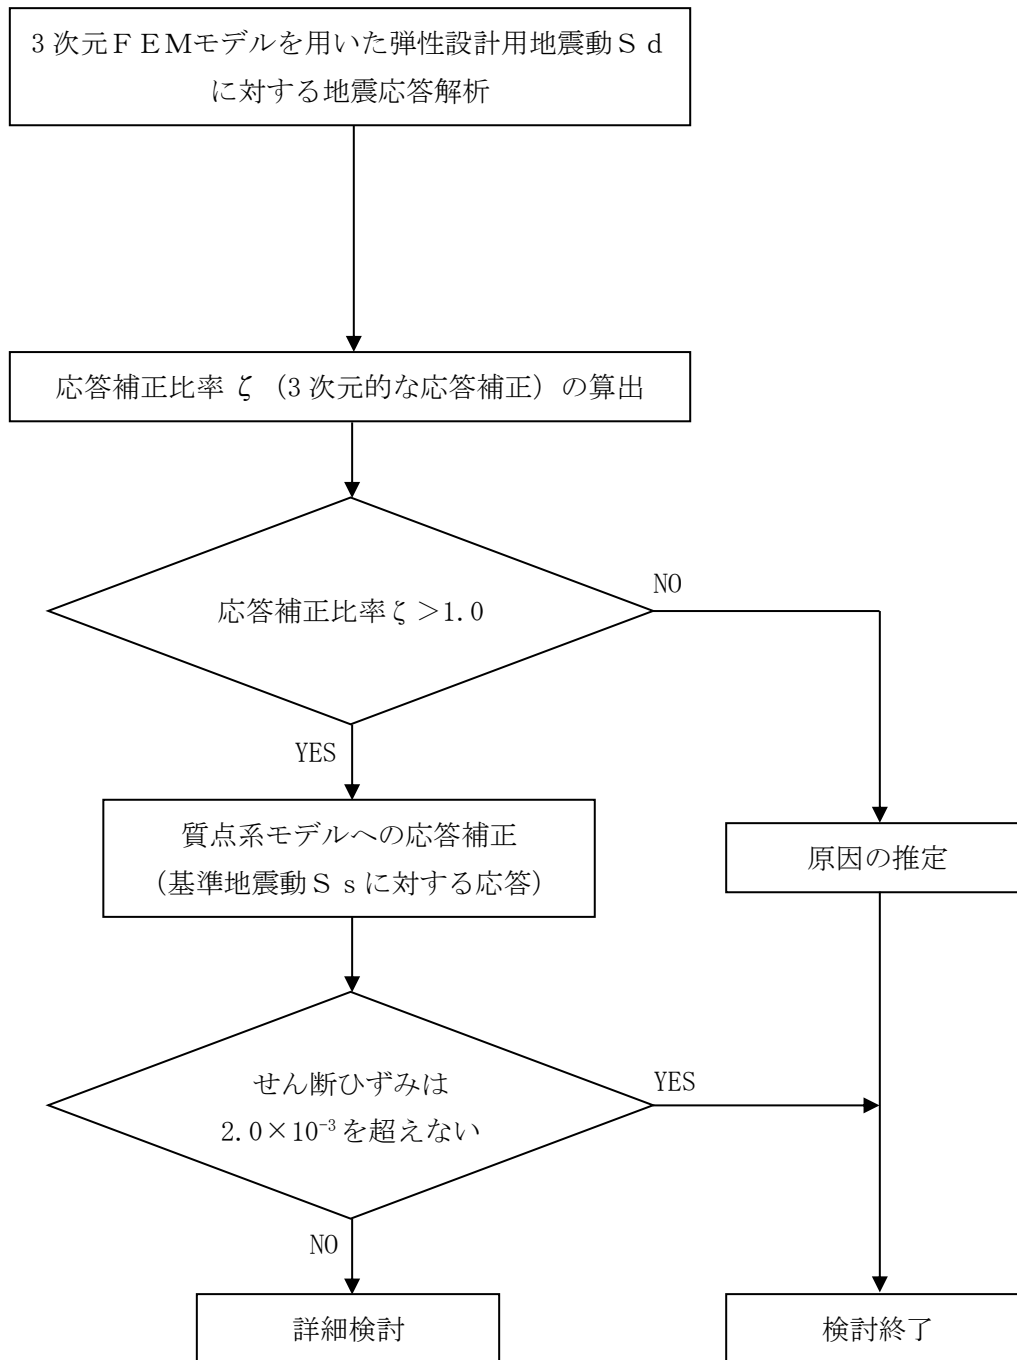 3次元ＦＥＭモデルを用いた弾性設計用地震動Ｓｄ
に対する地震応答解析
応答補正比率ζ（3次元的な応答補正）の算出
応答補正比率ζ＞1.0
NO
YES
質点系モデルへの応答補正
（基準地震動Ｓｓに対する応答）
原因の推定
せん断ひずみは
2.0×10⁻³を超えない
YES
NO
詳細検討
検討終了